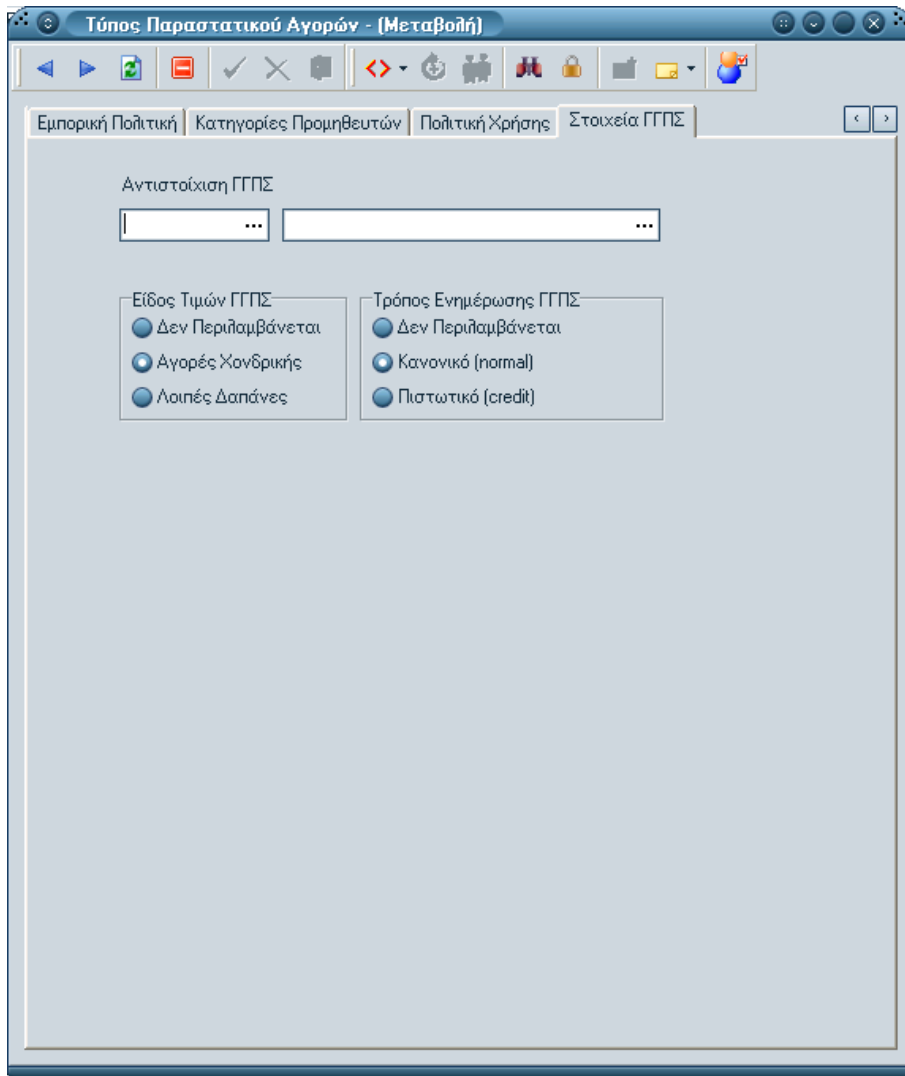 Τύπος Παραστατικού Αγορών - (Μεταβολή)
Εμπορική Πολιτική Κατηγορίες Προμηθευτών Πολιτική Χρήσης Στοιχεία ΓΓΠΣ
Αντιστοίχιση ΓΓΠΣ
... ...
Είδος Τιμών ΓΓΠΣ Τρόπος Ενημέρωσης ΓΓΠΣ
Δεν Περιλαμβάνεται Δεν Περιλαμβάνεται
Αγορές Χονδρικής Κανονικό (normal)
Λοιπές Δαπάνες Πιστωτικό (credit)